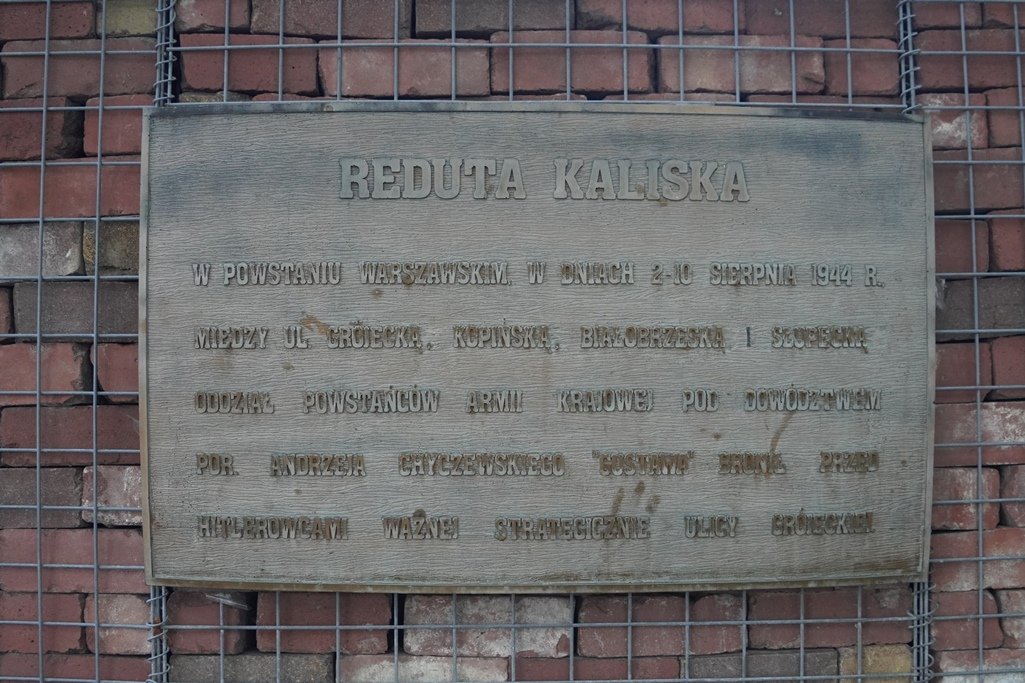 REDUTA KALISKA
W POWSTANIU WARSZAWSKIM, W DNIACH 2-10 SIERPNIA 1944 R.,
MIĘDZY UL. GRÓJECKĄ, KOPIŃSKĄ, BIAŁOBRZESKĄ I SŁUPECKĄ
ODDZIAŁ POWSTAŃCÓW ARMII KRAJOWEJ POD DOWÓDZTWEM
POR. ANDRZEJA CHYCZEWSKIEGO "GUSTAWA" BRONIŁ PRZED
HITLEROWCAMI WAŻNEJ STRATEGICZNIE ULICY GRÓJECKIEJ.